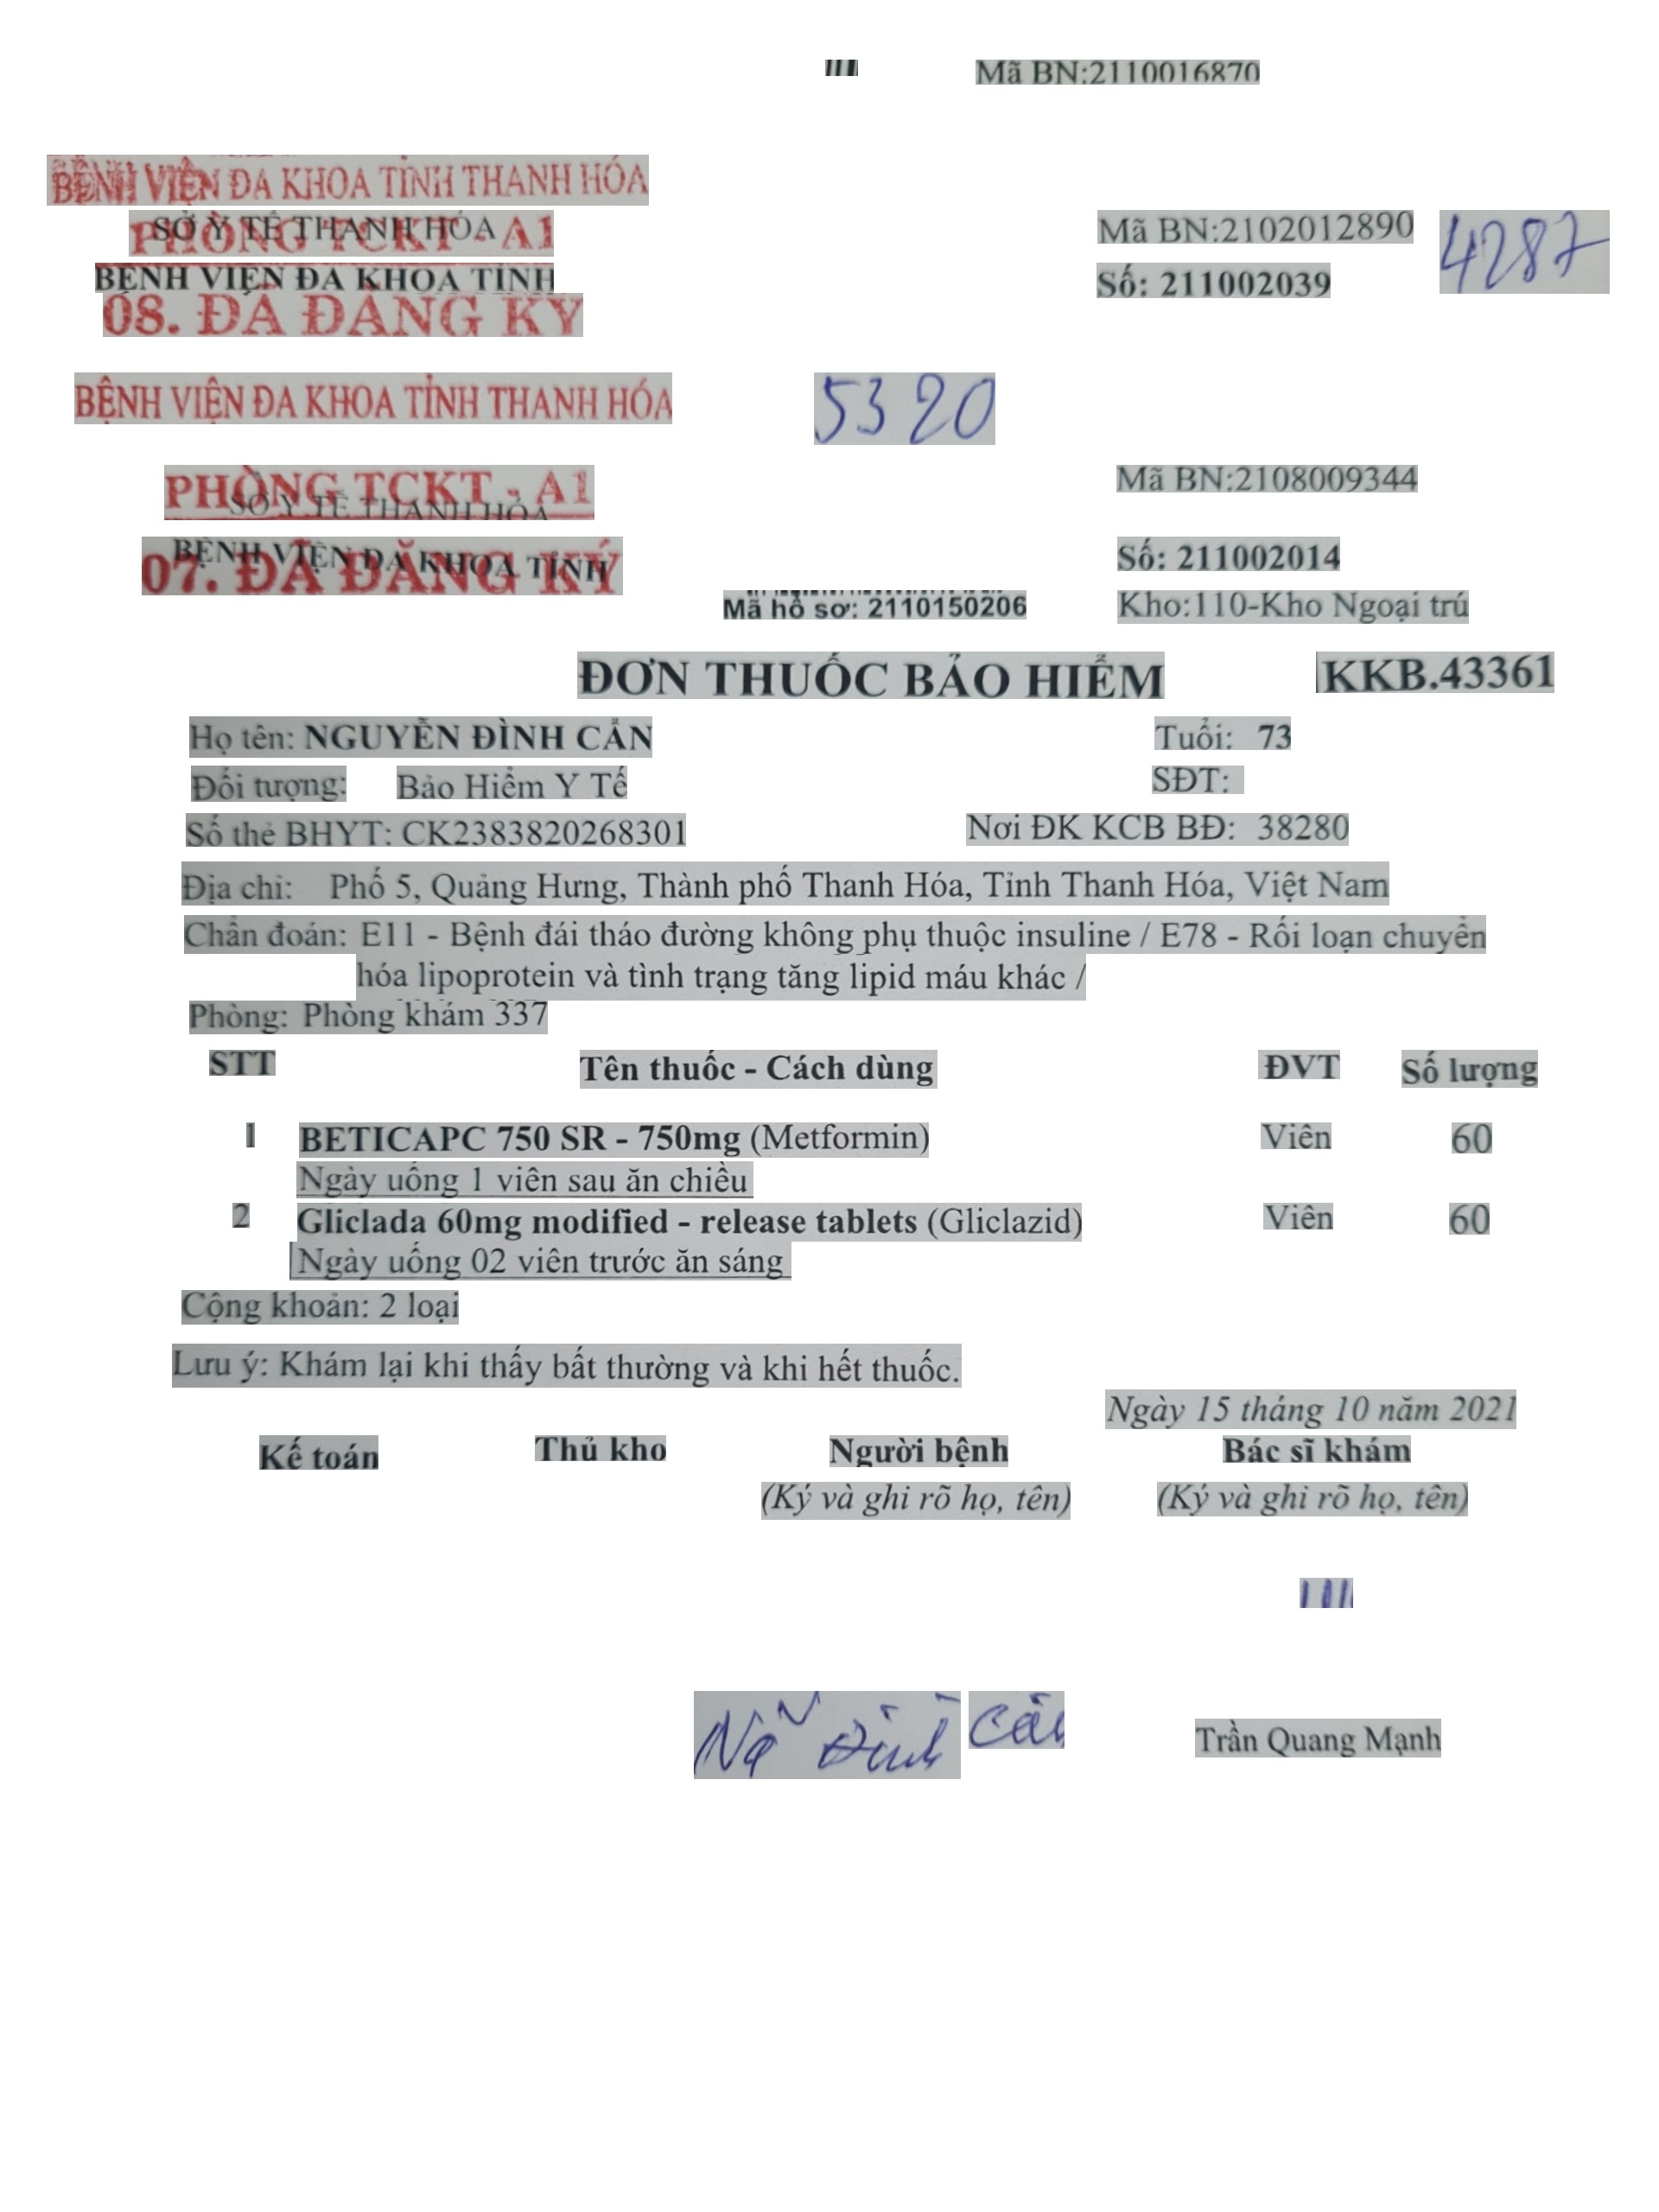 Mã BN:2110016870
BỆNH VIỆN ĐA KHOA TỈNH THANH HÓA
SỞ Y TẾ THANH HÓA
PHÒNG TCKT - A1
Mã BN:2102012890
4287
BỆNH VIỆN ĐA KHOA TỈNH
Số: 211002039
08. ĐÃ ĐĂNG KÝ
BỆNH VIỆN ĐA KHOA TỈNH THANH HÓA
5320
PHÒNG TCKT - A1
SỞ Y TẾ THANH HÓA
Mã BN:2108009344
BỆNH VIỆN ĐA KHOA TỈNH
07. ĐÃ ĐĂNG KÝ
Số: 211002014
Mã hồ sơ: 2110150206
Kho:110-Kho Ngoại trú
ĐƠN THUỐC BẢO HIỂM
KKB.43361
Họ tên: NGUYỄN ĐÌNH CẨN
Tuổi: 73
Đối tượng: Bảo Hiểm Y Tế
SĐT:
Số thẻ BHYT: CK2383820268301
Nơi ĐK KCB BĐ: 38280
Địa chỉ: Phố 5, Quảng Hưng, Thành phố Thanh Hóa, Tỉnh Thanh Hóa, Việt Nam
Chẩn đoán: E11 - Bệnh đái tháo đường không phụ thuộc insuline / E78 - Rối loạn chuyển
hóa lipoprotein và tình trạng tăng lipid máu khác /
Phòng: Phòng khám 337
STT Tên thuốc - Cách dùng ĐVT Số lượng
1 BETICAPC 750 SR - 750mg (Metformin) Viên 60
Ngày uống 1 viên sau ăn chiều
2 Gliclada 60mg modified - release tablets (Gliclazid) Viên 60
Ngày uống 02 viên trước ăn sáng
Cộng khoản: 2 loại
Lưu ý: Khám lại khi thấy bất thường và khi hết thuốc.
Ngày 15 tháng 10 năm 2021
Kế toán Thủ kho Người bệnh Bác sĩ khám
(Ký và ghi rõ họ, tên) (Ký và ghi rõ họ, tên)
Đình
Trần Quang Mạnh